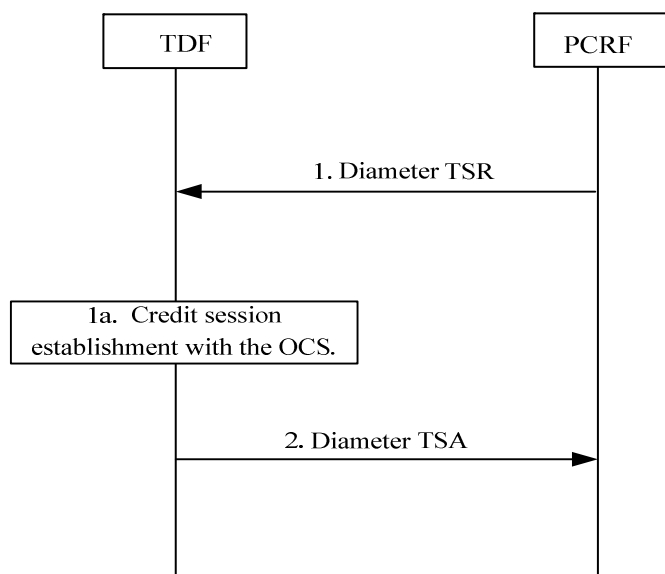 TDF
PCRF
1. Diameter TSR
1a. Credit session
establishment with the OCS.
2. Diameter TSA